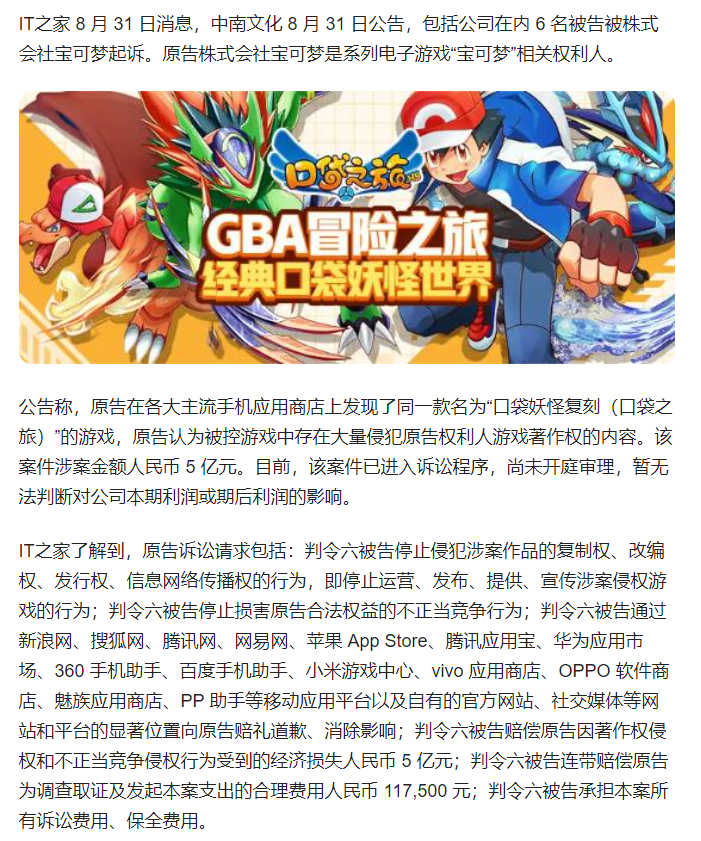 IT之家 8 月 31 日消息，中南文化 8 月 31 日公告，包括公司在内 6 名被告被株式
会社宝可梦起诉。原告株式会社宝可梦是系列电子游戏“宝可梦”相关权利人。
口袋之旅HS
GBA冒险之旅
经典口袋妖怪世界
公告称，原告在各大主流手机应用商店上发现了同一款名为“口袋妖怪复刻（口袋之
旅）”的游戏，原告认为被控游戏中存在大量侵犯原告权利人游戏著作权的内容。该
案件涉案金额人民币 5 亿元。目前，该案件已进入诉讼程序，尚未开庭审理，暂无
法判断对公司本期利润或期后利润的影响。
IT之家了解到，原告诉讼请求包括：判令六被告停止侵犯涉案作品的复制权、改编
权、发行权、信息网络传播权的行为，即停止运营、发布、提供、宣传涉案侵权游
戏的行为；判令六被告停止损害原告合法权益的不正当竞争行为；判令六被告通过
新浪网、搜狐网、腾讯网、网易网、苹果 App Store、腾讯应用宝、华为应用市
场、360 手机助手、百度手机助手、小米游戏中心、vivo 应用商店、OPPO 软件商
店、魅族应用商店、PP 助手等移动应用平台以及自有的官方网站、社交媒体等网
站和平台的显著位置向原告赔礼道歉、消除影响；判令六被告赔偿原告因著作权侵
权和不正当竞争侵权行为受到的经济损失人民币 5 亿元；判令六被告连带赔偿原告
为调查取证及发起本案支出的合理费用人民币 117,500 元；判令六被告承担本案所
有诉讼费用、保全费用。